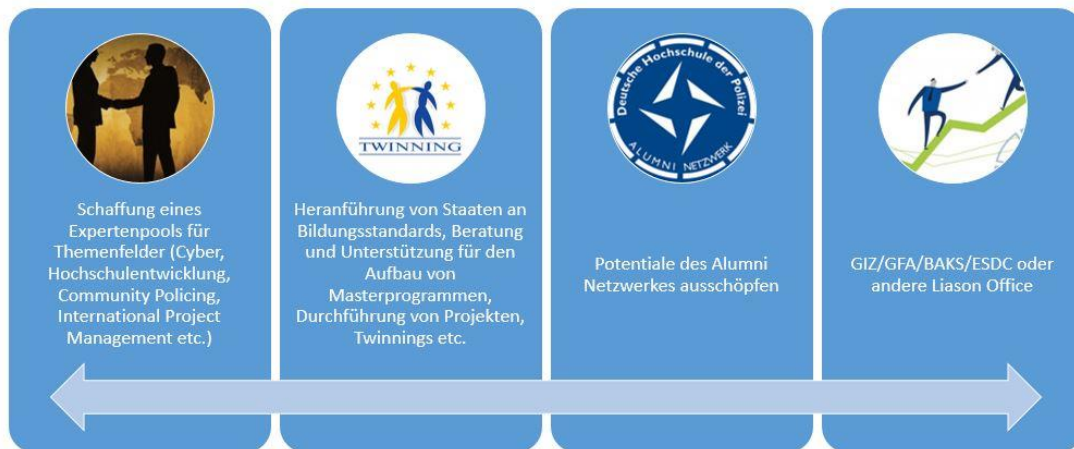 Schaffung eines
Expertenpools für
Themenfelder (Cyber,
Hochschulentwicklung,
Community Policing,
International Project
Management etc.)
TWINNING
Heranführung von Staaten an
Bildungsstandards, Beratung
und Unterstützung für den
Aufbau von
Masterprogrammen,
Durchführung von Projekten,
Twinnings etc.
Deutsche Hochschule der Polizei
ALUMNI NETZWERK
Potentiale des Alumni
Netzwerkes ausschöpfen
GIZ/GFA/BAKS/ESDC oder
andere Liason Office